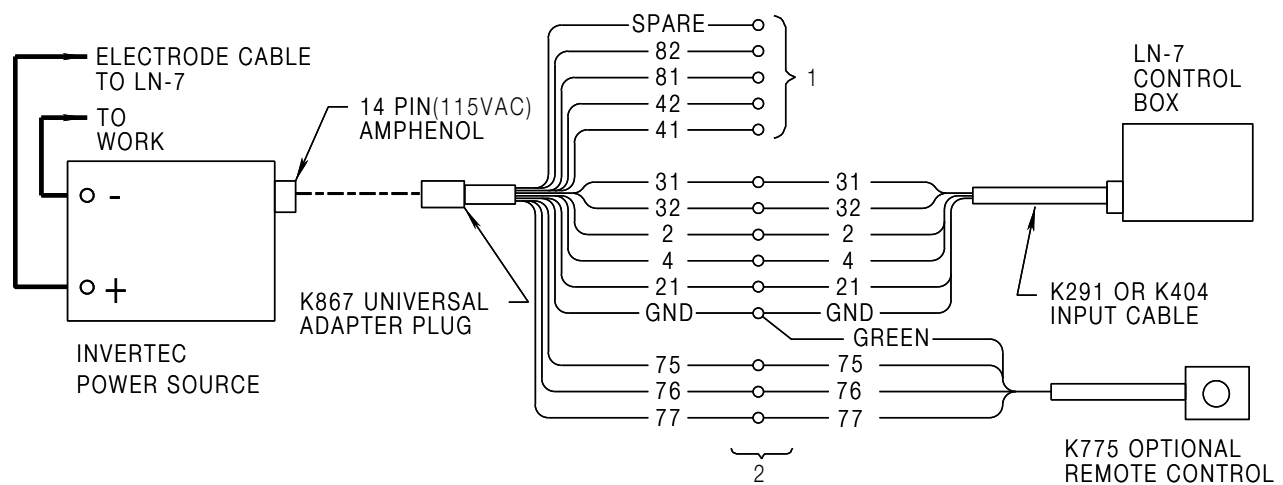 ELECTRODE CABLE
TO LN-7
TO
WORK
-
+
INVERTEC
POWER SOURCE
14 PIN(115VAC)
AMPHENOL
K867 UNIVERSAL
ADAPTER PLUG
SPARE
82
81
42
41
1
31 31
32 32
2 2
4 4
21 21
GND GND
GREEN
75 75
76 76
77 77
2
LN-7
CONTROL
BOX
K291 OR K404
INPUT CABLE
K775 OPTIONAL
REMOTE CONTROL